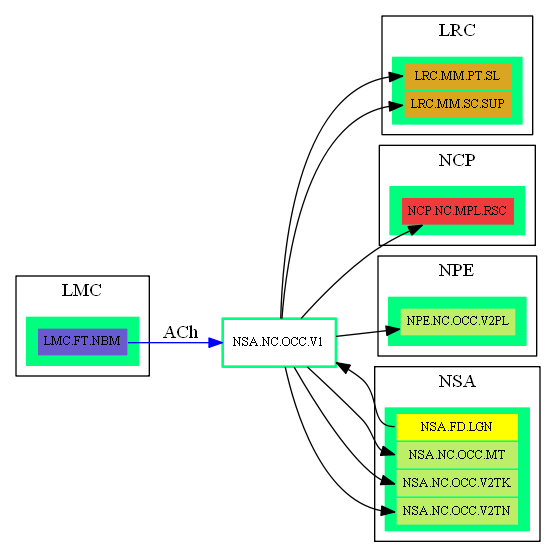 LRC
LRC.MM.PT.SL
LRC.MM.SC.SUP
NCP
NCP.NC.MPL.RSC
LMC
LMC.FT.NBM
ACh
NSA.NC.OCC.V1
NPE
NPE.NC.OCC.V2PL
NSA
NSA.FD.LGN
NSA.NC.OCC.MT
NSA.NC.OCC.V2TK
NSA.NC.OCC.V2TN